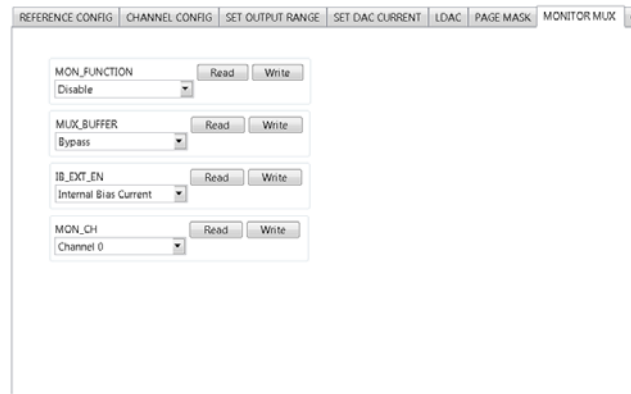 REFERENCE CONFIG CHANNEL CONFIG SET OUTPUT RANGE SET DAC CURRENT LDAC PAGE MASK MONITOR MUX
MON_FUNCTION Read Write
Disable
MUX_BUFFER Read Write
Bypass
IB_EXT_EN Read Write
Internal Bias Current
MON_CH Read Write
Channel 0